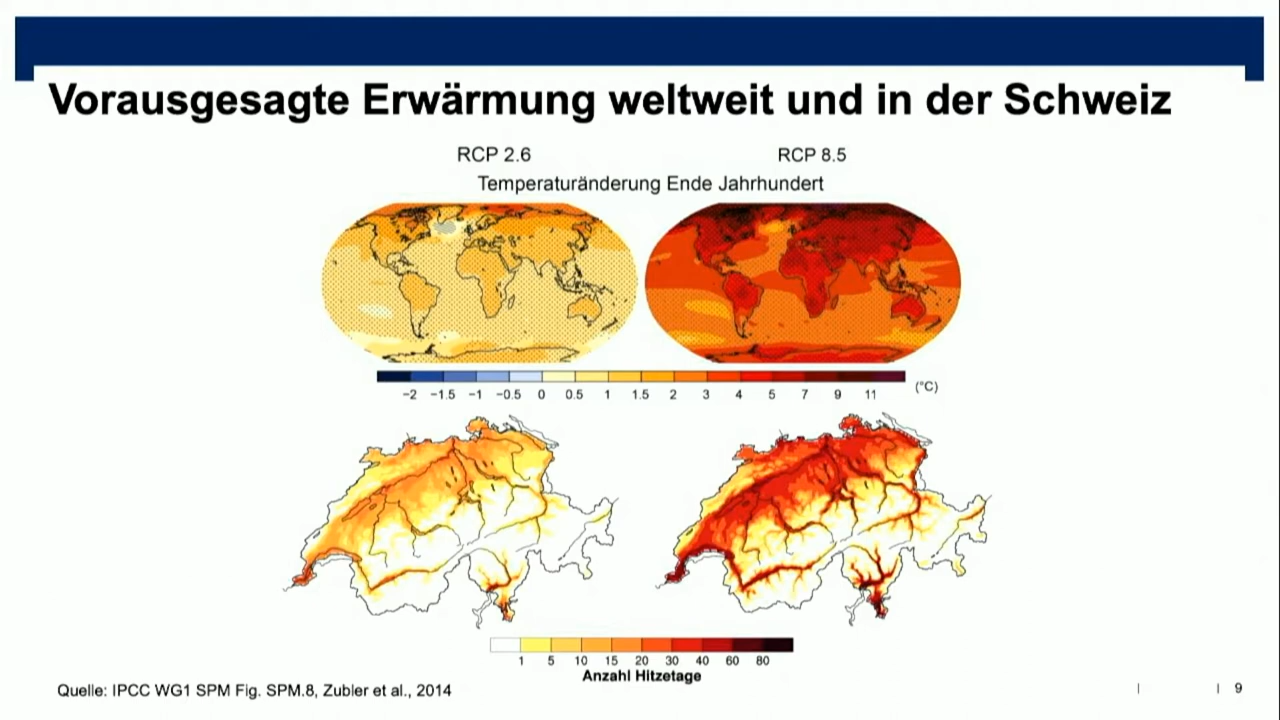 Vorausgesagte Erwärmung weltweit und in der Schweiz
RCP 2.6 RCP 8.5
Temperaturänderung Ende Jahrhundert
−2 −1.5 −1 −0.5 0 0.5 1 1.5 2 3 4 5 7 9 11 (°C)
1 5 10 15 20 30 40 60 80
Anzahl Hitzetage
Quelle: IPCC WG1 SPM Fig. SPM.8, Zubler et al., 2014
| | 9